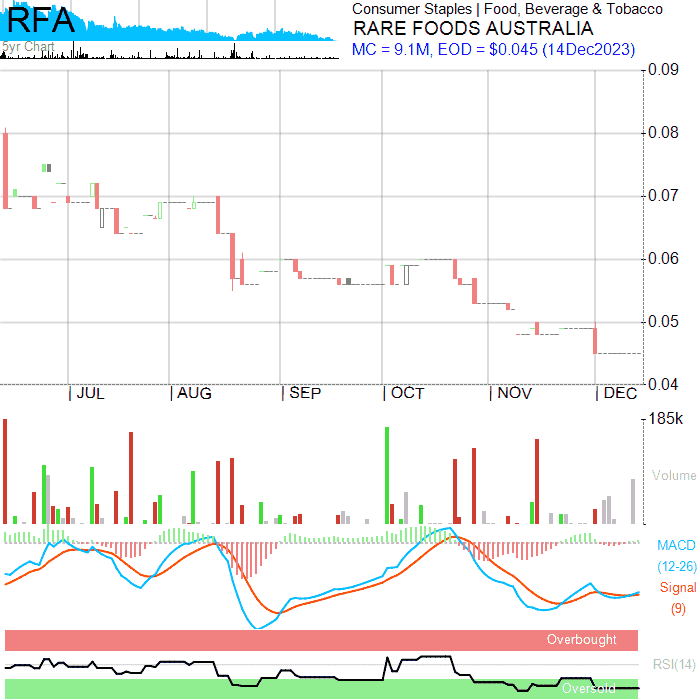 RFA
5yr Chart
Consumer Staples | Food, Beverage & Tobacco
RARE FOODS AUSTRALIA
MC = 9.1M, EOD = $0.045 (14Dec2023)
0.09
0.08
0.07
0.06
0.05
0.04
JUL AUG SEP OCT NOV DEC
185k
Volume
MACD
(12-26)
Signal
(9)
Overbought
RSI(14)
Oversold